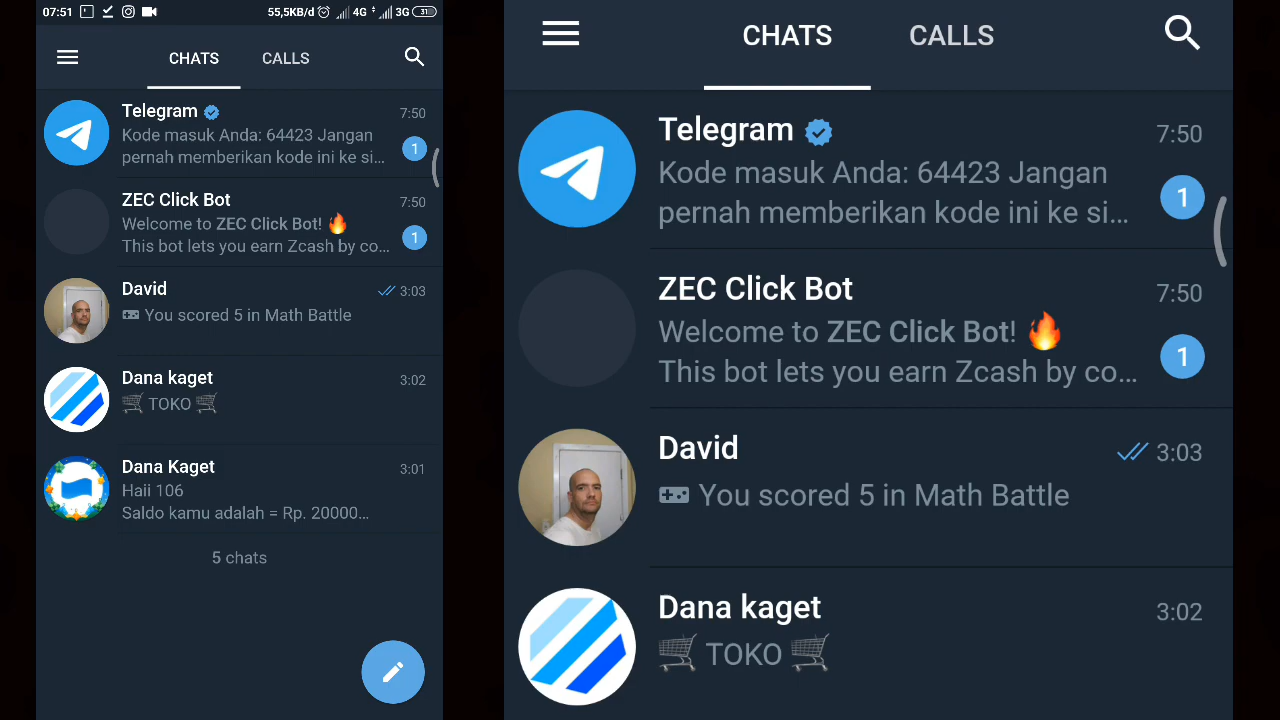 07:51
55,5KB/d
4G
3G
31
CHATS
CALLS
Telegram
7:50
Kode masuk Anda: 64423 Jangan
pernah memberikan kode ini ke si...
1
ZEC Click Bot
7:50
Welcome to ZEC Click Bot! 🔥
This bot lets you earn Zcash by co...
1
David
3:03
You scored 5 in Math Battle
Dana kaget
3:02
🛒 TOKO 🛒
Dana Kaget
3:01
Haii 106
Saldo kamu adalah = Rp. 20000...
5 chats
CHATS
CALLS
Telegram
7:50
Kode masuk Anda: 64423 Jangan
pernah memberikan kode ini ke si...
1
ZEC Click Bot
7:50
Welcome to ZEC Click Bot! 🔥
This bot lets you earn Zcash by co...
1
David
3:03
You scored 5 in Math Battle
Dana kaget
3:02
🛒 TOKO 🛒